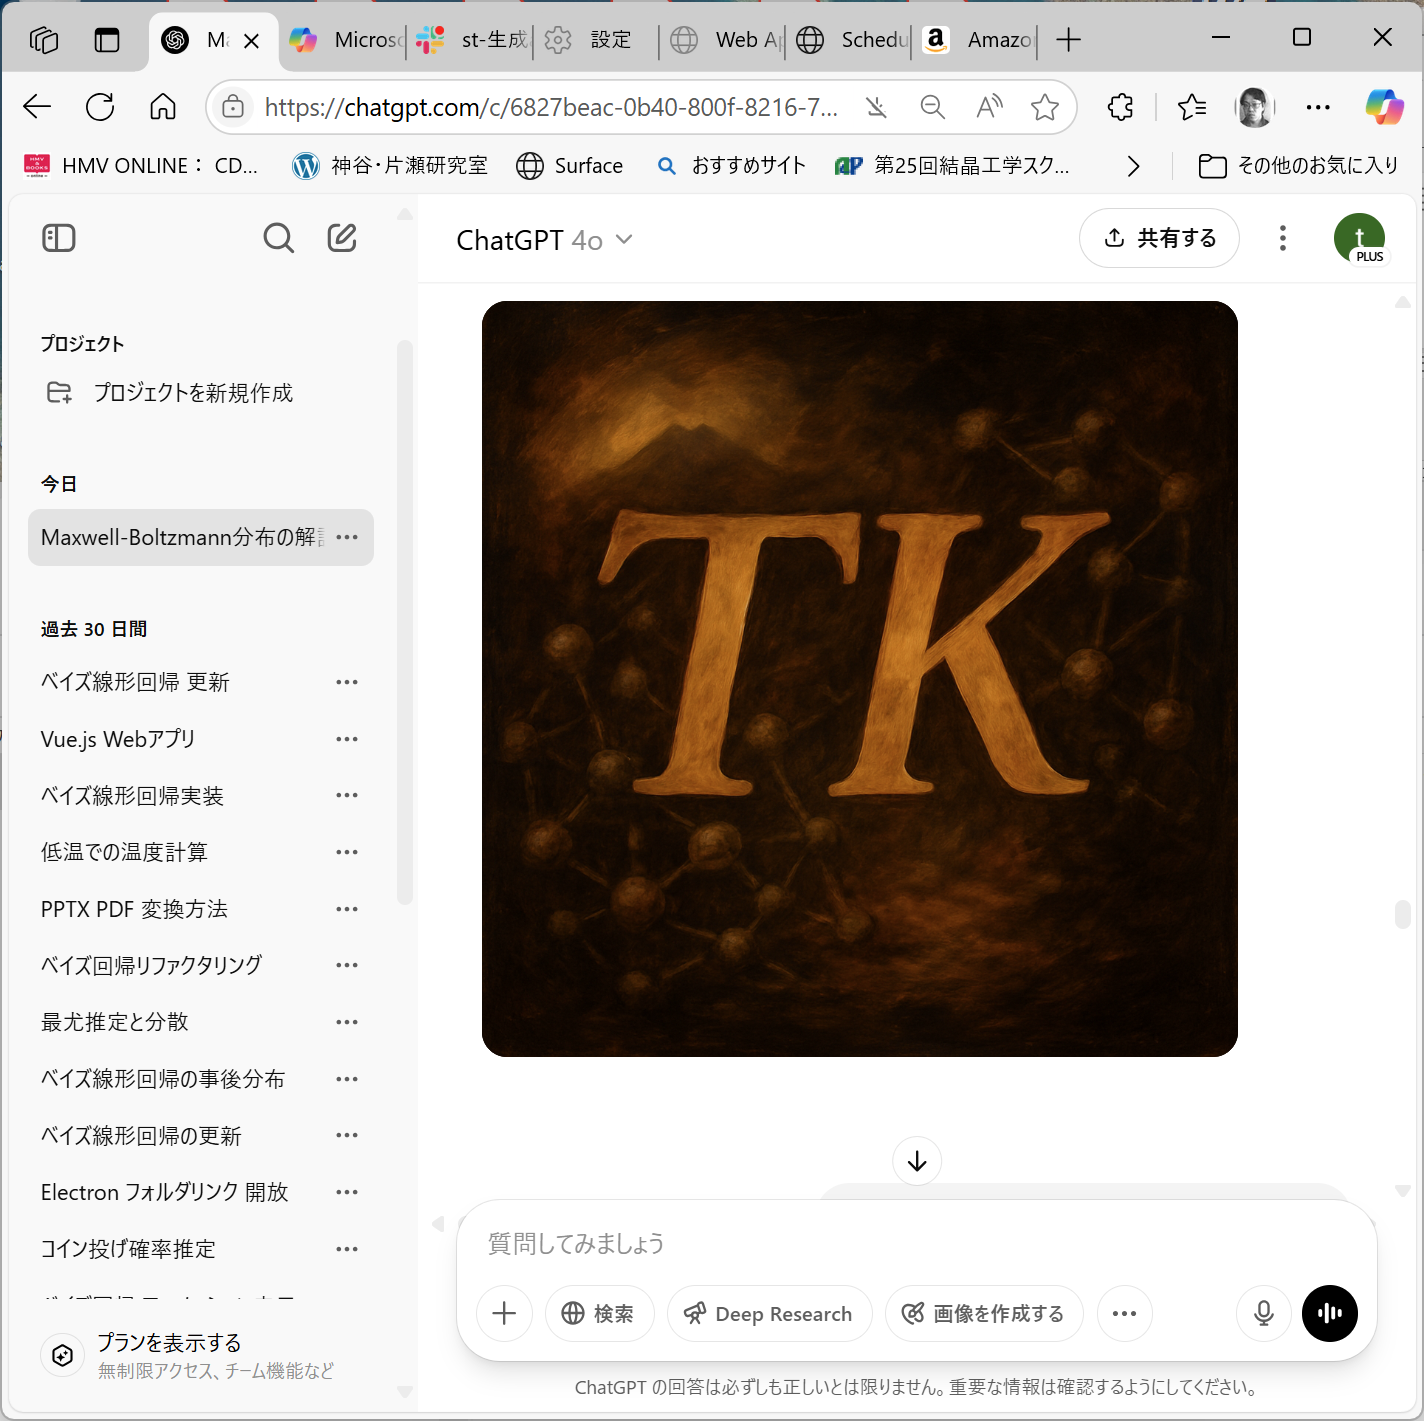 Microsc
st-生成
設定
Web Ap
Schedu
Amazon
https://chatgpt.com/c/6827beac-0b40-800f-8216-7...
HMV ONLINE： CD...
神谷・片瀬研究室
Surface
おすすめサイト
第25回結晶工学スク...
その他のお気に入り
ChatGPT 4o
共有する
t
PLUS
プロジェクト
プロジェクトを新規作成
今日
Maxwell-Boltzmann分布の解
過去 30 日間
ベイズ線形回帰 更新
Vue.js Webアプリ
ベイズ線形回帰実装
低温での温度計算
PPTX PDF 変換方法
ベイズ回帰リファクタリング
最尤推定と分散
ベイズ線形回帰の事後分布
ベイズ線形回帰の更新
Electron フォルダリンク 開放
コイン投げ確率推定
プランを表示する
無制限アクセス、チーム機能など
TK
質問してみましょう
検索
Deep Research
画像を作成する
ChatGPT の回答は必ずしも正しいとは限りません。重要な情報は確認するようにしてください。